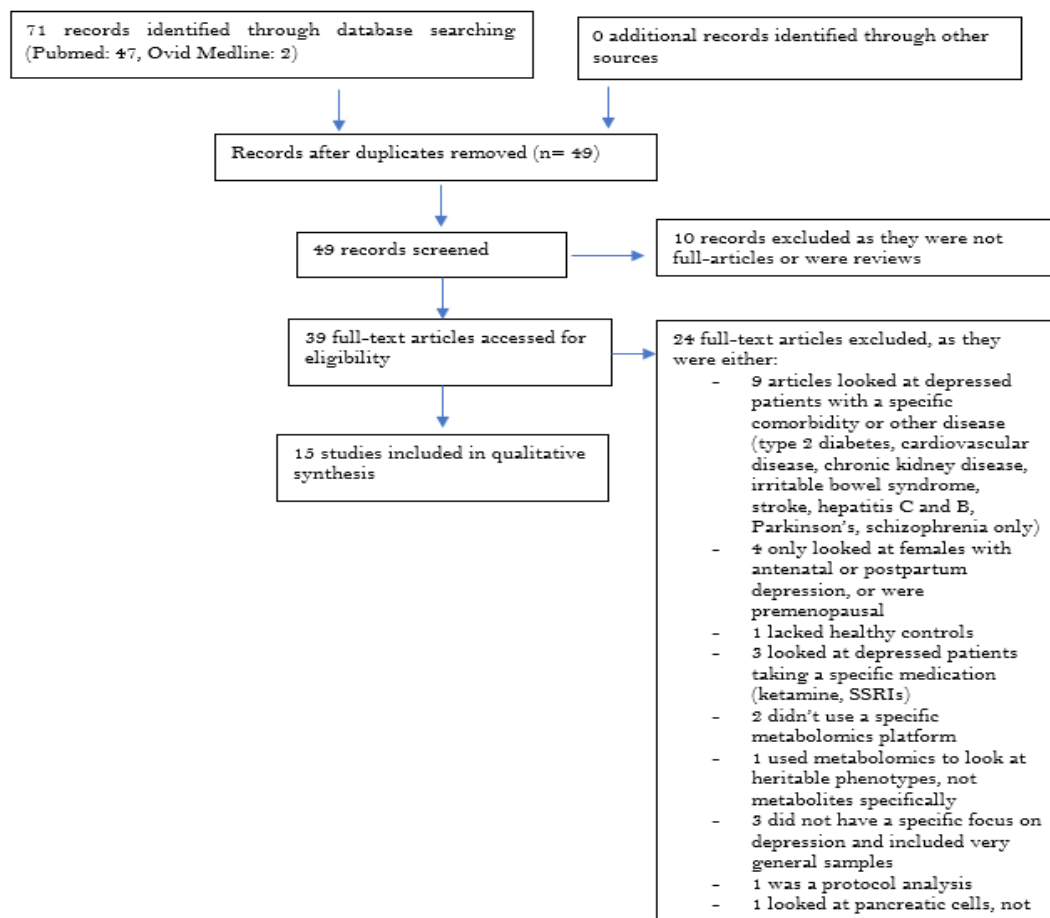 71 records identified through database searching
(Pubmed: 47, Ovid Medline: 2)
0 additional records identified through other
sources
Records after duplicates removed (n= 49)
49 records screened
10 records excluded as they were not
full-articles or were reviews
39 full-text articles accessed for
eligibility
24 full-text articles excluded, as they
were either:
- 9 articles looked at depressed
patients with a specific
comorbidity or other disease
(type 2 diabetes, cardiovascular
disease, chronic kidney disease,
irritable bowel syndrome,
stroke, hepatitis C and B,
Parkinson's, schizophrenia only)
- 4 only looked at females with
antenatal or postpartum
depression, or were
premenopausal
- 1 lacked healthy controls
- 3 looked at depressed patients
taking a specific medication
(ketamine, SSRIs)
- 2 didn't use a specific
metabolomics platform
- 1 used metabolomics to look at
heritable phenotypes, not
metabolites specifically
- 3 did not have a specific focus on
depression and included very
general samples
- 1 was a protocol analysis
- 1 looked at pancreatic cells, not
15 studies included in qualitative
synthesis